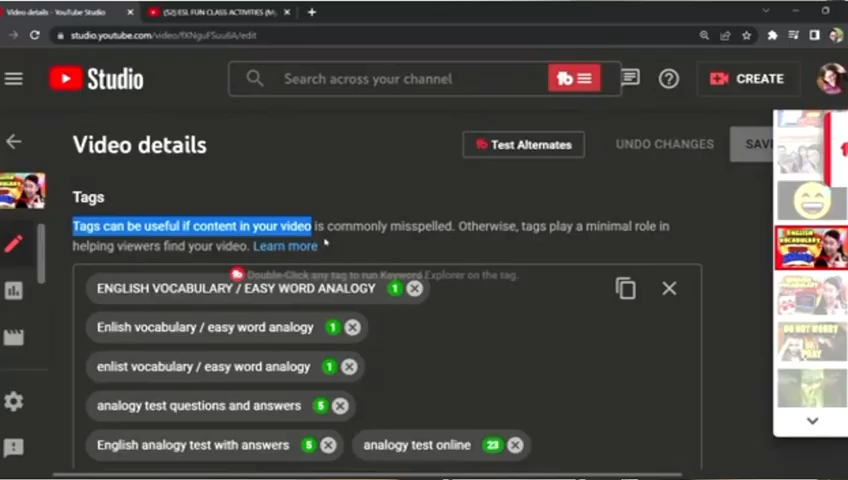 Video details - YouTube Studio
(52) ESL FUN CLASS ACTIVITIES (M
studio.youtube.com/video/fXNguFSuu6A/edit
Studio
Search across your channel
CREATE
Video details
Test Alternates
UNDO CHANGES
SAV
Tags
Tags can be useful if content in your video is commonly misspelled. Otherwise, tags play a minimal role in
helping viewers find your video. Learn more
Double-Click any tag to run Keyword Explorer on the tag.
ENGLISH VOCABULARY / EASY WORD ANALOGY 1
Enlish vocabulary / easy word analogy 1
enlist vocabulary / easy word analogy 1
analogy test questions and answers 5
English analogy test with answers 5
analogy test online 23
ENGLISH
VOCABULARY
DO NOT WORRY
PRAY